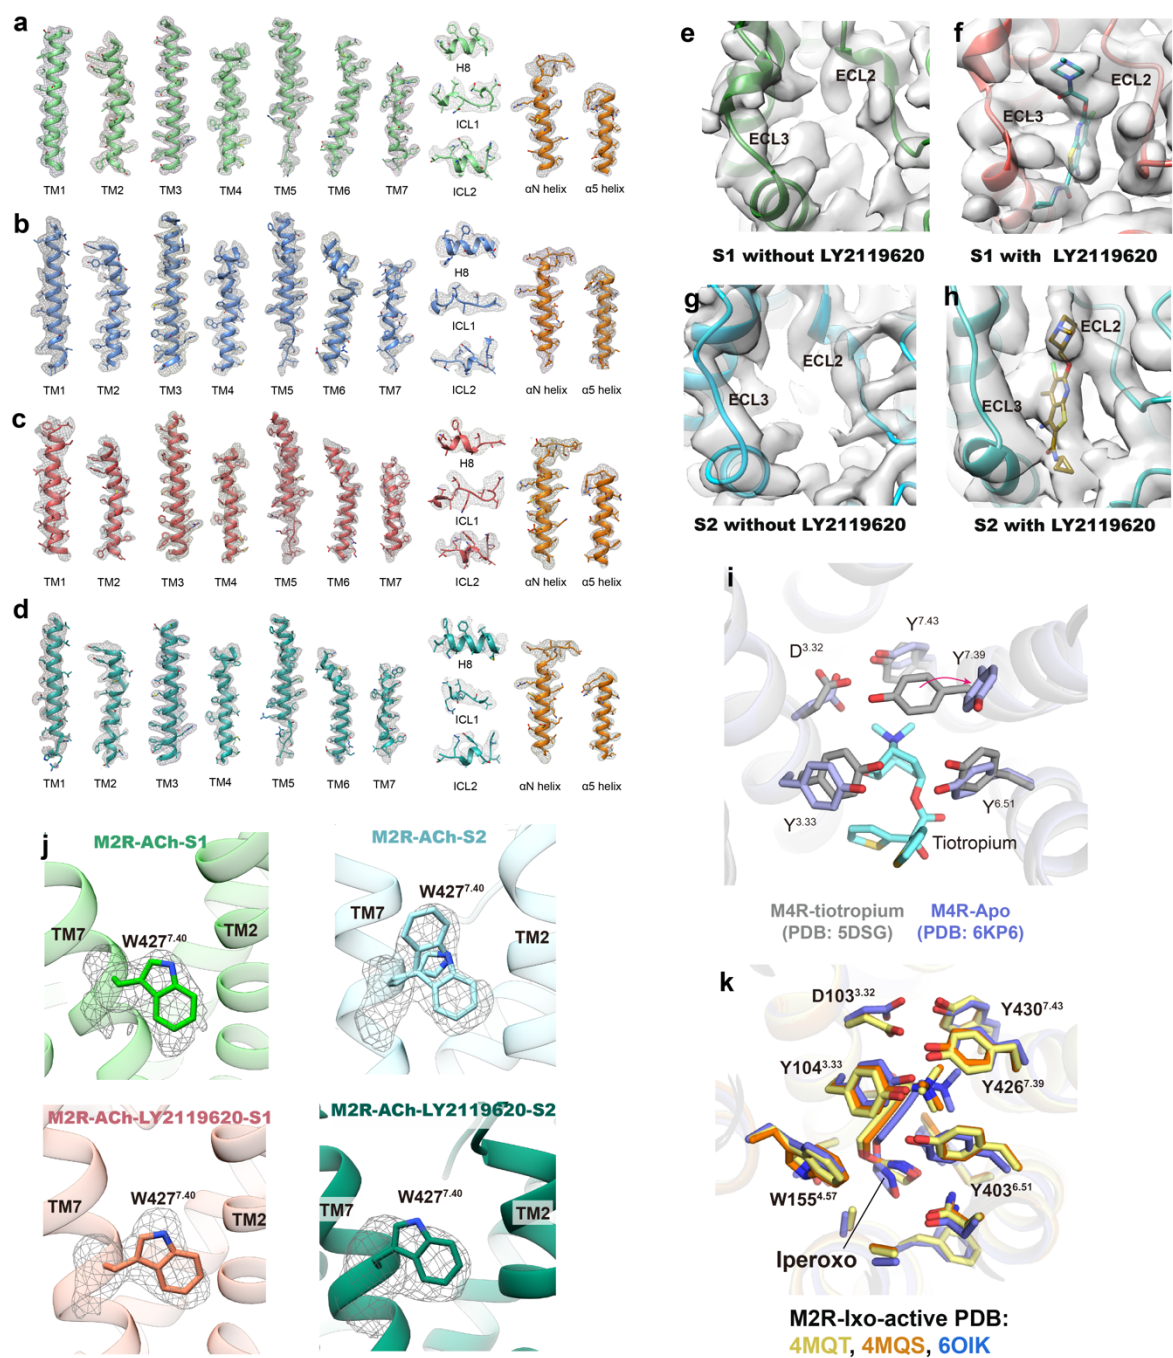 a
H8
ICL1
ICL2
TM1 TM2 TM3 TM4 TM5 TM6 TM7 αN helix α5 helix
b
H8
ICL1
TM1 TM2 TM3 TM4 TM5 TM6 TM7 ICL2 αN helix α5 helix
c
H8
ICL1
TM1 TM2 TM3 TM4 TM5 TM6 TM7 ICL2 αN helix α5 helix
d
H8
ICL1
TM1 TM2 TM3 TM4 TM5 TM6 TM7 ICL2 αN helix α5 helix
e
ECL2
ECL3
S1 without LY2119620
f
ECL2
ECL3
S1 with LY2119620
g
ECL2
ECL3
S2 without LY2119620
h
ECL2
ECL3
S2 with LY2119620
i
Y7.43
D3.32
Y7.39
Y3.33
Y6.51
Tiotropium
M4R-tiotropium
(PDB: 5DSG)
M4R-Apo
(PDB: 6KP6)
j
M2R-ACh-S1
TM7
TM2
W4277.40
M2R-ACh-S2
W4277.40
TM7
TM2
M2R-ACh-LY2119620-S1
W4277.40
TM7
TM2
M2R-ACh-LY2119620-S2
W4277.40
TM7
TM2
k
D1033.32
Y4307.43
Y1043.33
Y4267.39
W1554.57
Y4036.51
Iperoxo
M2R-Ixo-active PDB:
4MQT, 4MQS, 6OIK